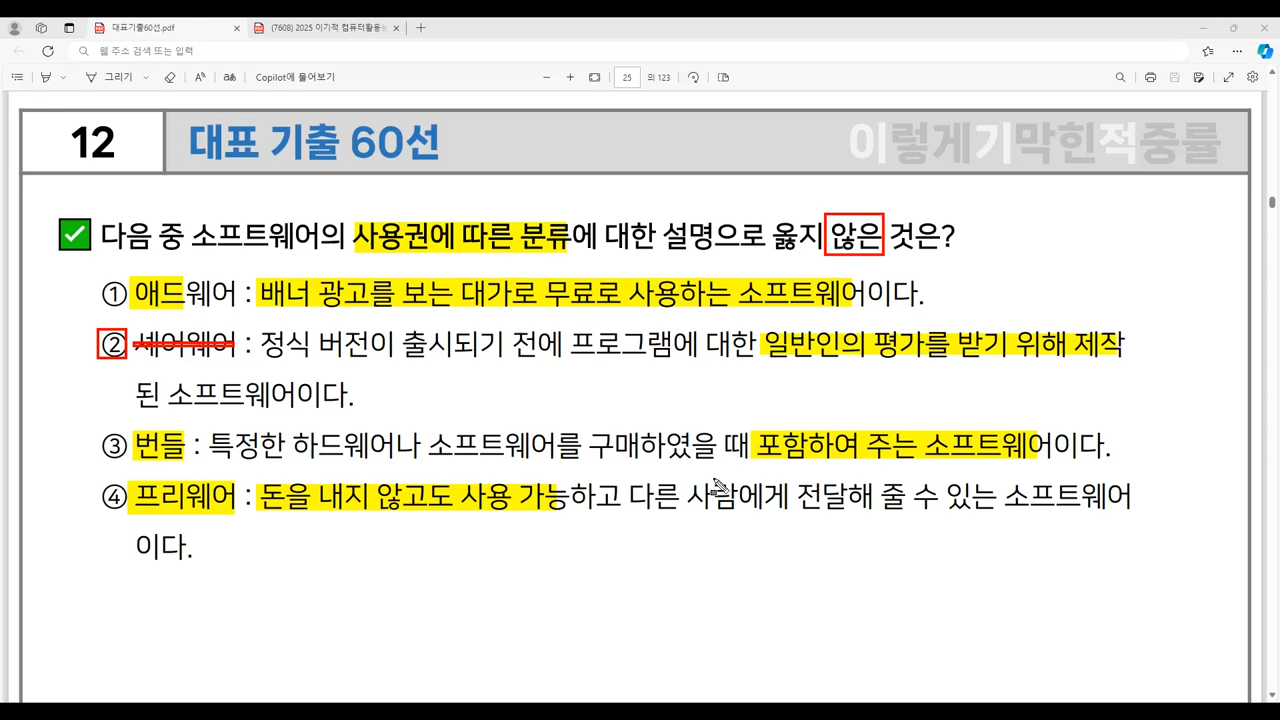 대표기출60선.pdf
(7608) 2025 이기적 컴퓨터활용능
웹 주소 검색 또는 입력
그리기
Copilot에 물어보기
25 의 123
12 대표 기출 60선 이렇게기막힌적중률
다음 중 소프트웨어의 사용권에 따른 분류에 대한 설명으로 옳지 않은 것은?
① 애드웨어 : 배너 광고를 보는 대가로 무료로 사용하는 소프트웨어이다.
② 셰어웨어 : 정식 버전이 출시되기 전에 프로그램에 대한 일반인의 평가를 받기 위해 제작
된 소프트웨어이다.
③ 번들 : 특정한 하드웨어나 소프트웨어를 구매하였을 때 포함하여 주는 소프트웨어이다.
④ 프리웨어 : 돈을 내지 않고도 사용 가능하고 다른 사람에게 전달해 줄 수 있는 소프트웨어
이다.